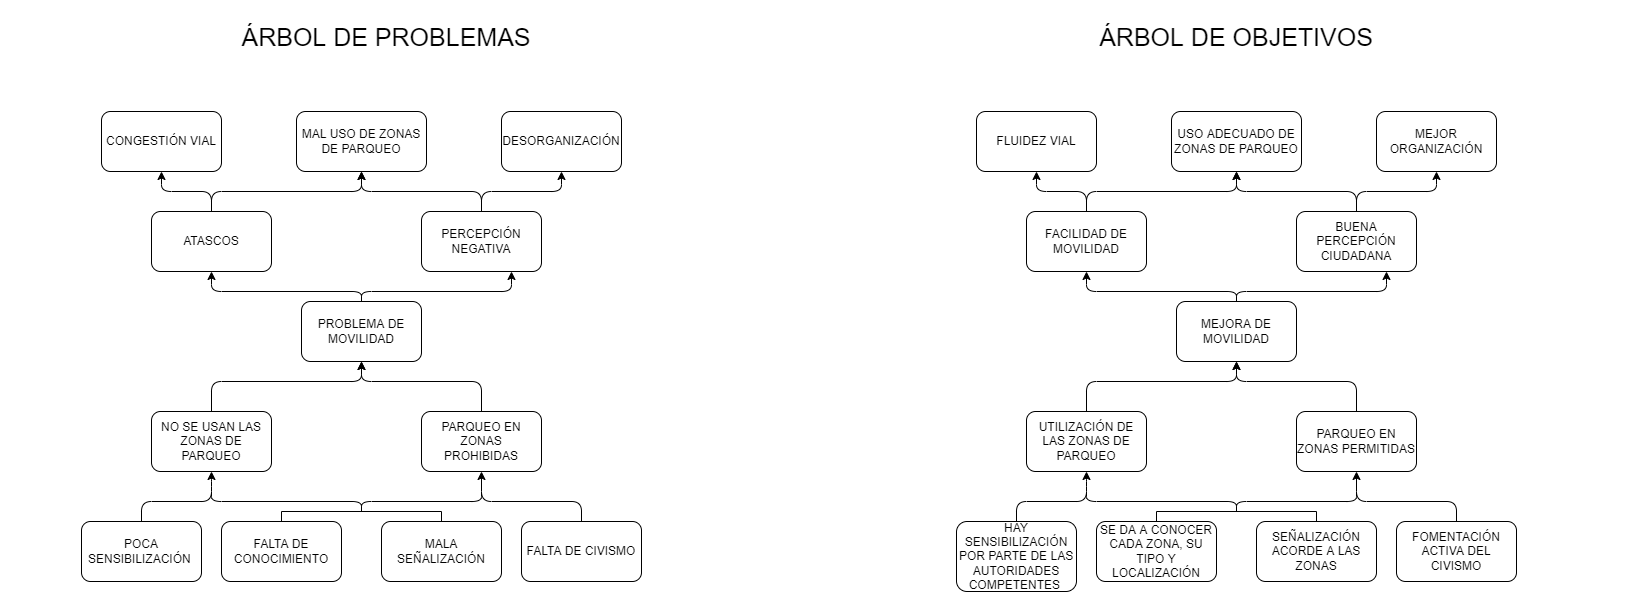 ÁRBOL DE PROBLEMAS
CONGESTIÓN VIAL
MAL USO DE ZONAS
DE PARQUEO
DESORGANIZACIÓN
ATASCOS
PERCEPCIÓN
NEGATIVA
PROBLEMA DE
MOVILIDAD
NO SE USAN LAS
ZONAS DE
PARQUEO
PARQUEO EN
ZONAS
PROHIBIDAS
POCA
SENSIBILIZACIÓN
FALTA DE
CONOCIMIENTO
MALA
SEÑALIZACIÓN
FALTA DE CIVISMO
ÁRBOL DE OBJETIVOS
FLUIDEZ VIAL
USO ADECUADO DE
ZONAS DE PARQUEO
MEJOR
ORGANIZACIÓN
FACILIDAD DE
MOVILIDAD
BUENA
PERCEPCIÓN
CIUDADANA
MEJORA DE
MOVILIDAD
UTILIZACIÓN DE
LAS ZONAS DE
PARQUEO
PARQUEO EN
ZONAS PERMITIDAS
HAY
SENSIBILIZACIÓN
POR PARTE DE LAS
AUTORIDADES
COMPETENTES
SE DA A CONOCER
CADA ZONA, SU
TIPO Y
LOCALIZACIÓN
SEÑALIZACIÓN
ACORDE A LAS
ZONAS
FOMENTACIÓN
ACTIVA DEL
CIVISMO